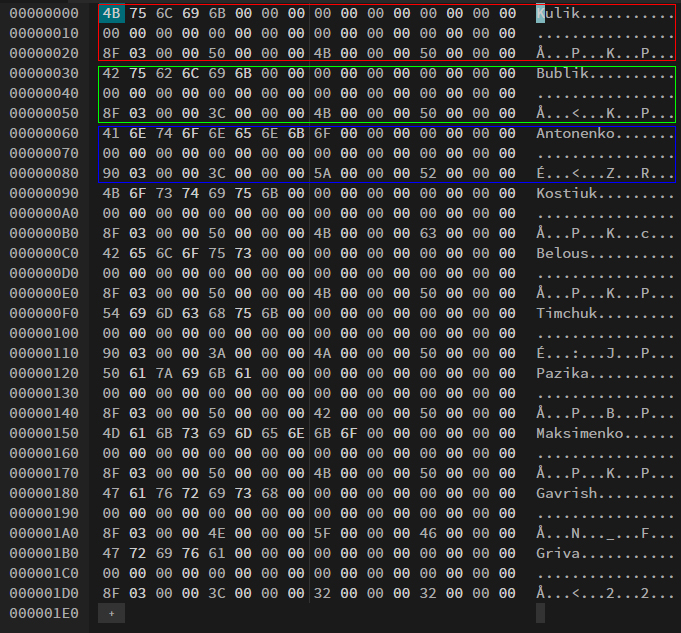 00000000 4B 75 6C 69 6B 00 00 00 00 00 00 00 00 00 00 00 Kulik...........
00000010 00 00 00 00 00 00 00 00 00 00 00 00 00 00 00 00 ................
00000020 8F 03 00 00 50 00 00 00 4B 00 00 00 50 00 00 00 Å...P...K...P...
00000030 42 75 62 6C 69 6B 00 00 00 00 00 00 00 00 00 00 Bublik..........
00000040 00 00 00 00 00 00 00 00 00 00 00 00 00 00 00 00 ................
00000050 8F 03 00 00 3C 00 00 00 4B 00 00 00 50 00 00 00 Å...<...K...P...
00000060 41 6E 74 6F 6E 65 6E 6B 6F 00 00 00 00 00 00 00 Antonenko.......
00000070 00 00 00 00 00 00 00 00 00 00 00 00 00 00 00 00 ................
00000080 90 03 00 00 3C 00 00 00 5A 00 00 00 52 00 00 00 É...<...Z...R...
00000090 4B 6F 73 74 69 75 6B 00 00 00 00 00 00 00 00 00 Kostiuk.........
000000A0 00 00 00 00 00 00 00 00 00 00 00 00 00 00 00 00 ................
000000B0 8F 03 00 00 50 00 00 00 4B 00 00 00 63 00 00 00 Å...P...K...c...
000000C0 42 65 6C 6F 75 73 00 00 00 00 00 00 00 00 00 00 Belous..........
000000D0 00 00 00 00 00 00 00 00 00 00 00 00 00 00 00 00 ................
000000E0 8F 03 00 00 50 00 00 00 4B 00 00 00 50 00 00 00 Å...P...K...P...
000000F0 54 69 6D 63 68 75 6B 00 00 00 00 00 00 00 00 00 Timchuk.........
00000100 00 00 00 00 00 00 00 00 00 00 00 00 00 00 00 00 ................
00000110 90 03 00 00 3A 00 00 00 4A 00 00 00 50 00 00 00 É...:...J...P...
00000120 50 61 7A 69 6B 61 00 00 00 00 00 00 00 00 00 00 Pazika..........
00000130 00 00 00 00 00 00 00 00 00 00 00 00 00 00 00 00 ................
00000140 8F 03 00 00 50 00 00 00 42 00 00 00 50 00 00 00 Å...P...B...P...
00000150 4D 61 6B 73 69 6D 65 6E 6B 6F 00 00 00 00 00 00 Maksimenko......
00000160 00 00 00 00 00 00 00 00 00 00 00 00 00 00 00 00 ................
00000170 8F 03 00 00 50 00 00 00 4B 00 00 00 50 00 00 00 Å...P...K...P...
00000180 47 61 76 72 69 73 68 00 00 00 00 00 00 00 00 00 Gavrish.........
00000190 00 00 00 00 00 00 00 00 00 00 00 00 00 00 00 00 ................
000001A0 8F 03 00 00 4E 00 00 00 5F 00 00 00 46 00 00 00 Å...N..._...F...
000001B0 47 72 69 76 61 00 00 00 00 00 00 00 00 00 00 00 Griva...........
000001C0 00 00 00 00 00 00 00 00 00 00 00 00 00 00 00 00 ................
000001D0 8F 03 00 00 3C 00 00 00 32 00 00 00 32 00 00 00 Å...<...2...2...
000001E0 +